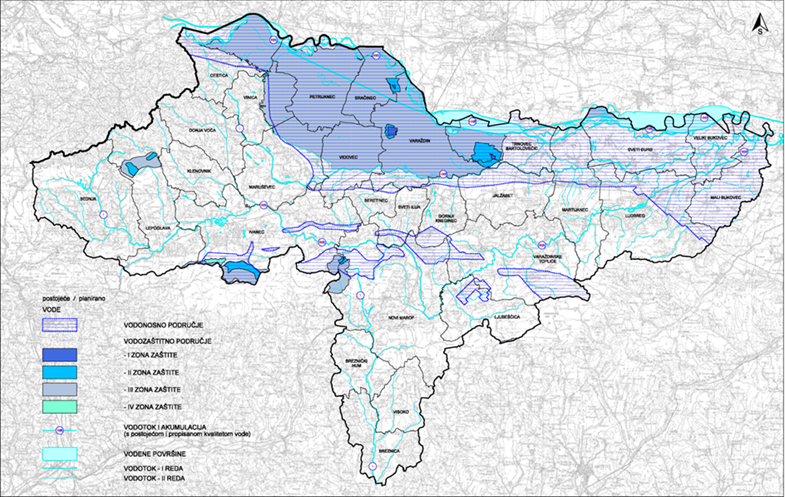 S
CESTICA
VINICA
PETRIJANEC
SRAČINEC
DONJA VOĆA
VARAŽDIN
TRNOVEC
BARTOLOVEČKI
SVETI ĐURĐ
VELIKI BUKOVEC
VIDOVEC
KLENOVNIK
MARUŠEVEC
BEDNJA
LEPOGLAVA
IVANEC
BERETINEC
SVETI ILIJA
GORNJI
KNEGINEC
JALŽABET
MARTIJANEC
LUDBREG
MALI BUKOVEC
VARAŽDINSKE
TOPLICE
NOVI MAROF
LJUBEŠĆICA
BREZNIČKI
HUM
VISOKO
BREZNICA
postojeće / planirano
VODE
VODONOSNO PODRUČJE
VODOZAŠTITNO PODRUČJE
- I ZONA ZAŠTITE
- II ZONA ZAŠTITE
- III ZONA ZAŠTITE
- IV ZONA ZAŠTITE
VODOTOK I AKUMULACIJA
(s postojećom i propisanom kvalitetom vode)
VODENE POVRŠINE
VODOTOK - I REDA
VODOTOK - II REDA